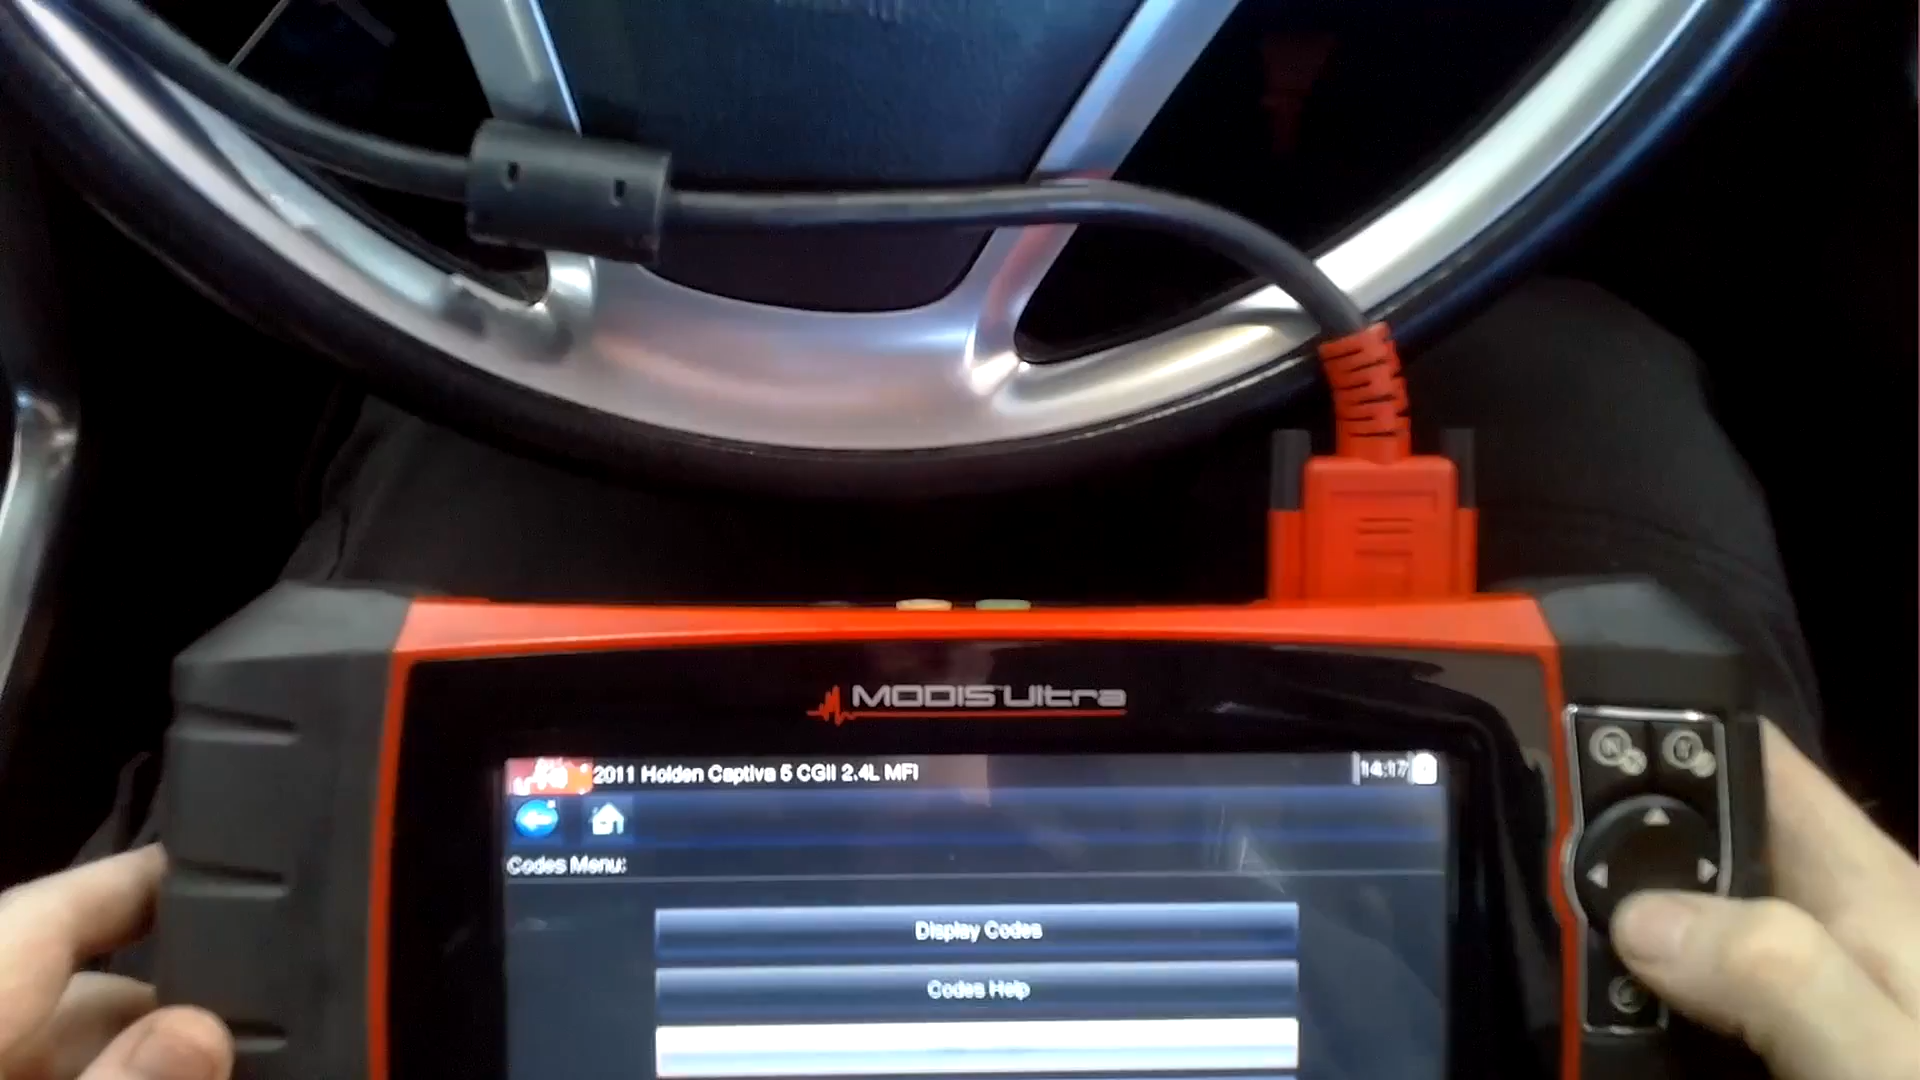 MODIS Ultra
2011 Holden Captiva 5 CGII 2.4L MFI
14:17
Codes Menu:
Display Codes
Codes Help
N
Y